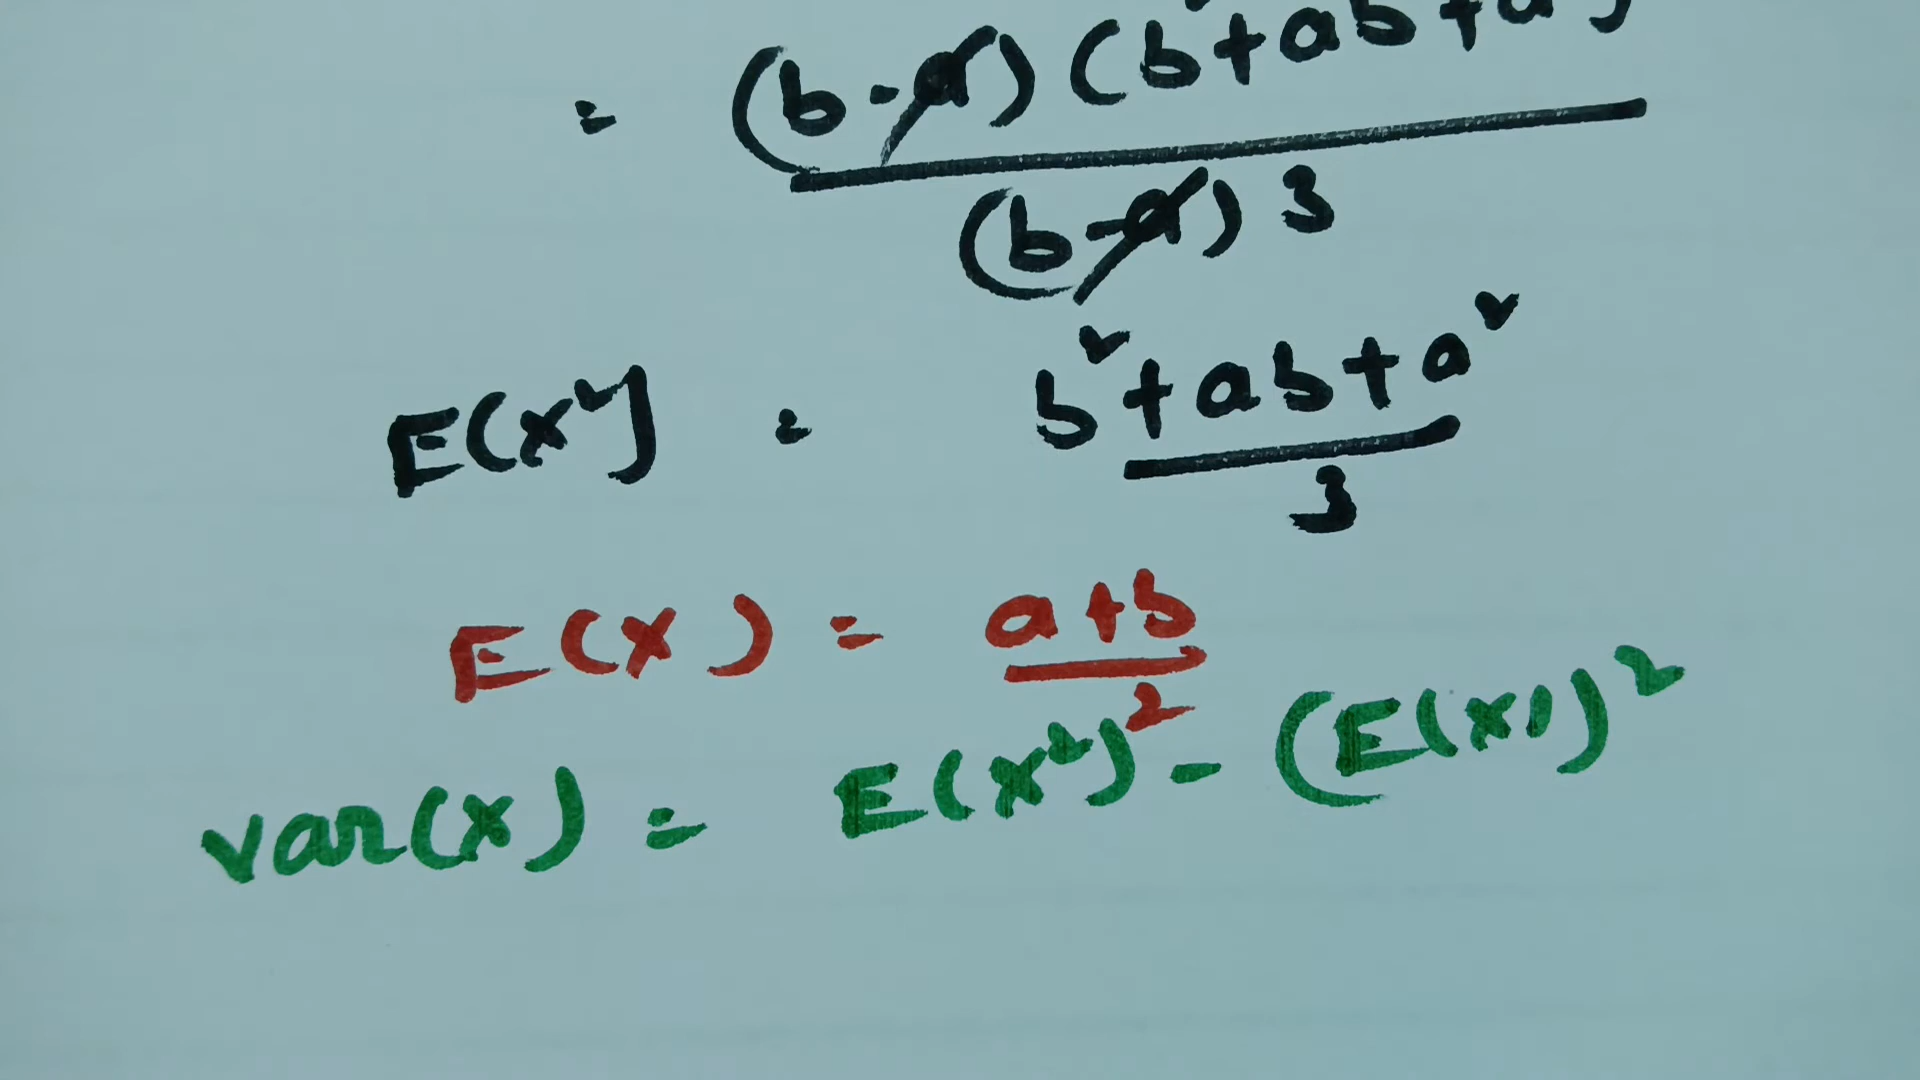 = (b-a) (b²+ab+a²)
(b-a) 3
E(x²) = b²+ab+a²
3
E(x) = a+b
2
var(x) = E(x²) - (E(x))²